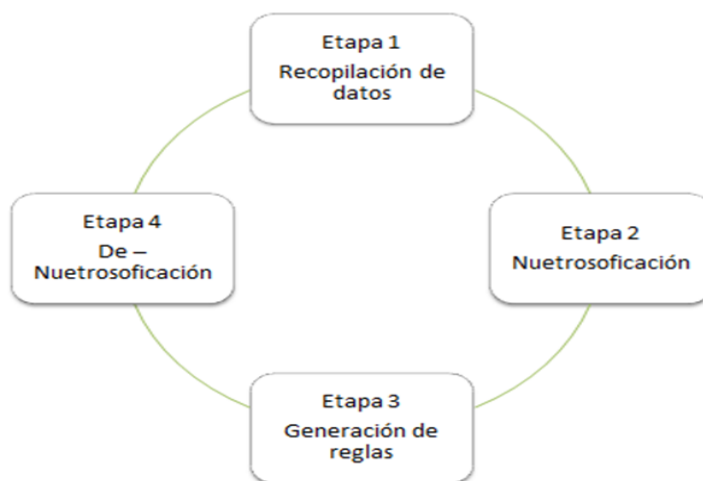 Etapa 1
Recopilación de
datos
Etapa 2
Nuetrosoficación
Etapa 3
Generación de
reglas
Etapa 4
De –
Nuetrosoficación